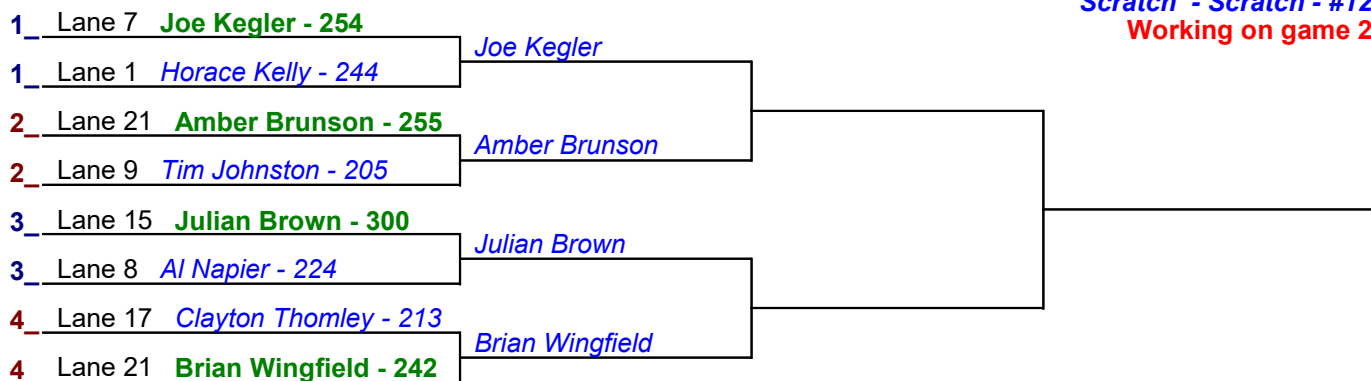 Scratch - Scratch - #12
Working on game 2
1_ Lane 7 Joe Kegler - 254
Joe Kegler
1_ Lane 1 Horace Kelly - 244
2_ Lane 21 Amber Brunson - 255
Amber Brunson
2_ Lane 9 Tim Johnston - 205
3_ Lane 15 Julian Brown - 300
Julian Brown
3_ Lane 8 Al Napier - 224
4_ Lane 17 Clayton Thomley - 213
Brian Wingfield
4 Lane 21 Brian Wingfield - 242